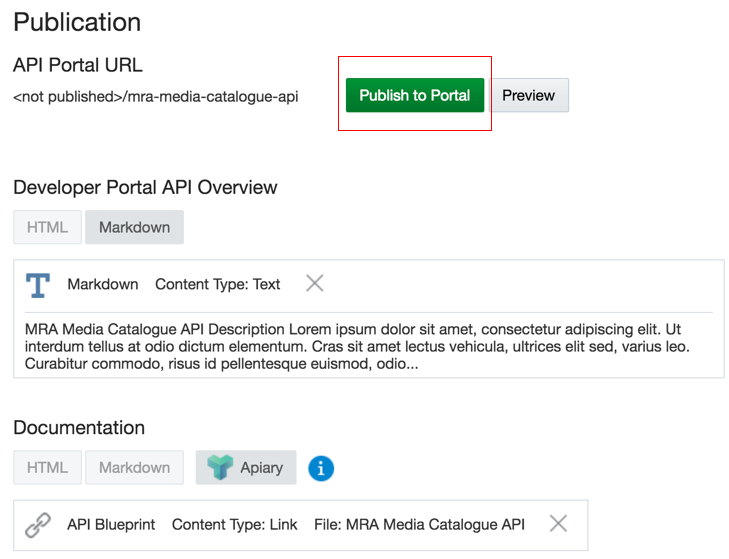 Publication
API Portal URL
<not published>/mra-media-catalogue-api
Publish to Portal
Preview
Developer Portal API Overview
HTML
Markdown
T Markdown Content Type: Text
MRA Media Catalogue API Description Lorem ipsum dolor sit amet, consectetur adipiscing elit. Ut
interdum tellus at odio dictum elementum. Cras sit amet lectus vehicula, ultrices elit sed, varius leo.
Curabitur commodo, risus id pellentesque euismod, odio...
Documentation
HTML
Markdown
Apiary
i
API Blueprint Content Type: Link File: MRA Media Catalogue API